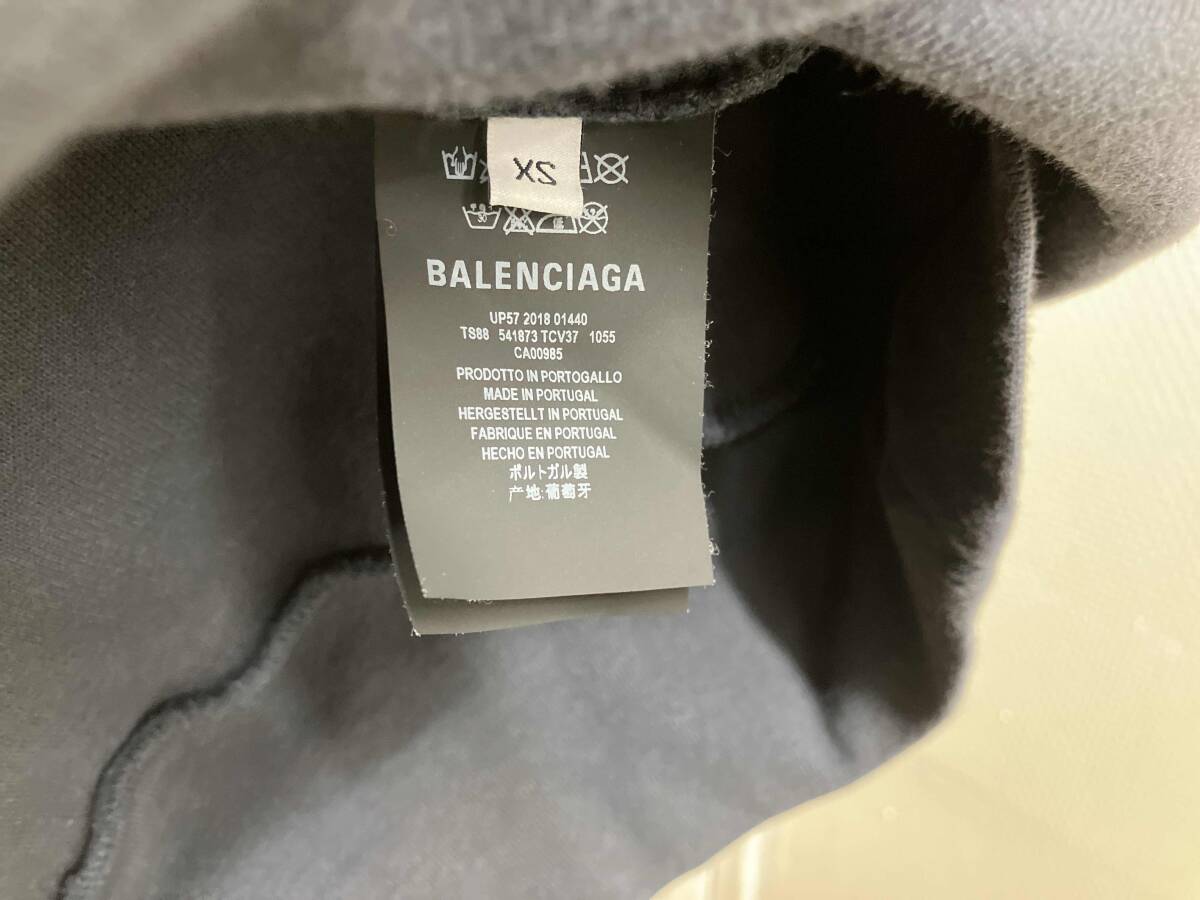 XS
30
BALENCIAGA
UP57 2018 01440
TS88 541873 TCV37 1055
CA00985
PRODOTTO IN PORTOGALLO
MADE IN PORTUGAL
HERGESTELLT IN PORTUGAL
FABRIQUE EN PORTUGAL
HECHO EN PORTUGAL
ポルトガル製
产地:葡萄牙